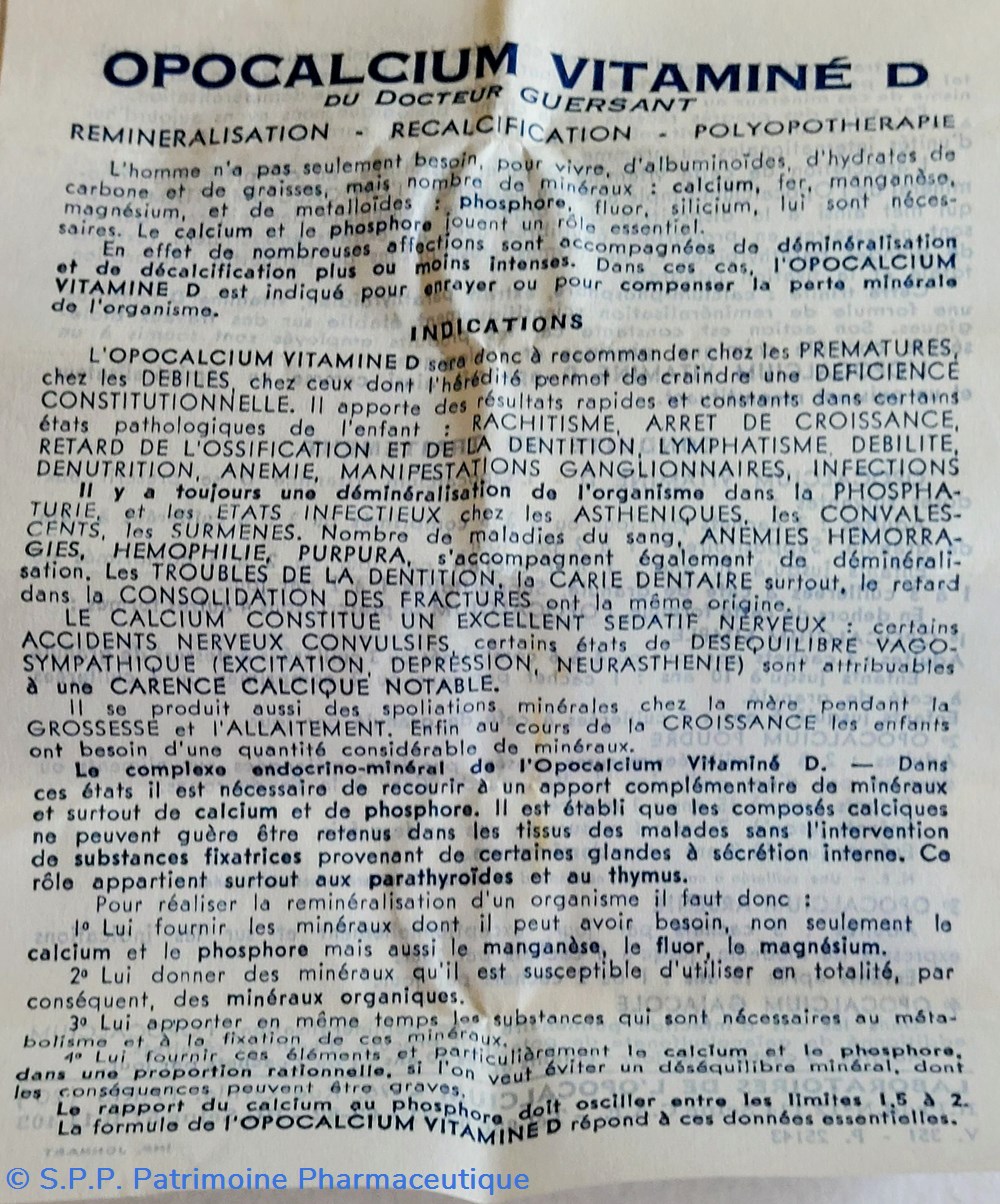 OPOCALCIUM VITAMINÉ D
DU DOCTEUR GUERSANT
REMINERALISATION - RECALCIFICATION - POLYOPOTHERAPIE
L'homme n'a pas seulement besoin, pour vivre, d'albuminoïdes, d'hydrates de
carbone et de graisses, mais nombre de minéraux : calcium, fer, manganèse,
magnésium, et de metalloïdes : phosphore, fluor, silicium, lui sont néces-
saires. Le calcium et le phosphore jouent un rôle essentiel.
En effet de nombreuses affections sont accompagnées de déminéralisation
et de décalcification plus ou moins intenses. Dans ces cas, l'OPOCALCIUM
VITAMINE D est indiqué pour enrayer ou pour compenser la perte minérale
de l'organisme.
INDICATIONS
L'OPOCALCIUM VITAMINE D sera donc à recommander chez les PREMATURES,
chez les DEBILES, chez ceux dont l'hérédité permet de craindre une DEFICIENCE
CONSTITUTIONNELLE. Il apporte des résultats rapides et constants dans certains
états pathologiques de l'enfant : RACHITISME, ARRET DE CROISSANCE,
RETARD DE L'OSSIFICATION ET DE LA DENTITION, LYMPHATISME, DEBILITE,
DENUTRITION, ANEMIE, MANIFESTATIONS GANGLIONNAIRES, INFECTIONS
Il y a toujours une déminéralisation de l'organisme dans la PHOSPHA-
TURIE, et les ETATS INFECTIEUX chez les ASTHENIQUES, les CONVALES-
CENTS, les SURMENES. Nombre de maladies du sang, ANEMIES HEMORRA-
GIES, HEMOPHILIE, PURPURA, s'accompagnent également de déminérali-
sation. Les TROUBLES DE LA DENTITION, la CARIE DENTAIRE surtout, le retard
dans la CONSOLIDATION DES FRACTURES ont la même origine.
LE CALCIUM CONSTITUE UN EXCELLENT SEDATIF NERVEUX : certains
ACCIDENTS NERVEUX CONVULSIFS, certains états de DESEQUILIBRE VAGO-
SYMPATHIQUE (EXCITATION, DEPRESSION, NEURASTHENIE) sont attribuables
à une CARENCE CALCIQUE NOTABLE.
Il se produit aussi des spoliations minérales chez la mère pendant la
GROSSESSE et l'ALLAITEMENT. Enfin au cours de la CROISSANCE les enfants
ont besoin d'une quantité considérable de minéraux.
Le complexe endocrino-minéral de l'Opocalcium Vitaminé D. — Dans
ces états il est nécessaire de recourir à un apport complémentaire de minéraux
et surtout de calcium et de phosphore. Il est établi que les composés calciques
ne peuvent guère être retenus dans les tissus des malades sans l'intervention
de substances fixatrices provenant de certaines glandes à sécrétion interne. Ce
rôle appartient surtout aux parathyroïdes et au thymus.
Pour réaliser la reminéralisation d'un organisme il faut donc :
1º Lui fournir les minéraux dont il peut avoir besoin, non seulement le
calcium et le phosphore mais aussi le manganèse, le fluor, le magnésium.
2º Lui donner des minéraux qu'il est susceptible d'utiliser en totalité, par
conséquent, des minéraux organiques.
3º Lui apporter en même temps les substances qui sont nécessaires au méta-
bolisme et à la fixation de ces minéraux.
4º Lui fournir ces éléments et particulièrement le calcium et le phosphore,
dans une proportion rationnelle, si l'on veut éviter un déséquilibre minéral, dont
les conséquences peuvent être graves.
Le rapport du calcium au phosphore doit osciller entre les limites 1,5 à 2.
La formule de l'OPOCALCIUM VITAMINE D répond à ces données essentielles.
© S.P.P. Patrimoine Pharmaceutique